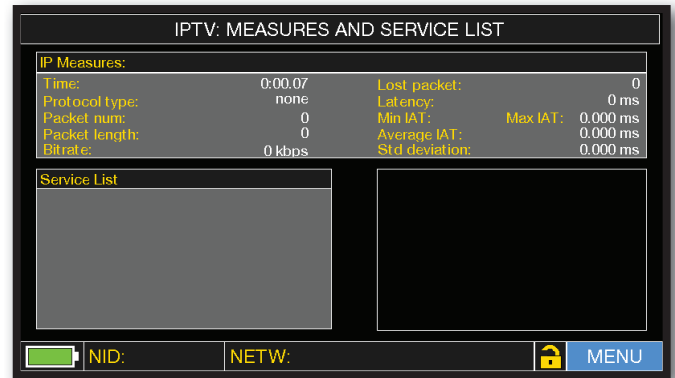 IPTV: MEASURES AND SERVICE LIST
IP Measures:
Time: 0:00.07 Lost packet: 0
Protocol type: none Latency: 0 ms
Packet num: 0 Min IAT: Max IAT: 0.000 ms
Packet length: 0 Average IAT: 0.000 ms
Bitrate: 0 kbps Std deviation: 0.000 ms
Service List
NID: NETW: MENU